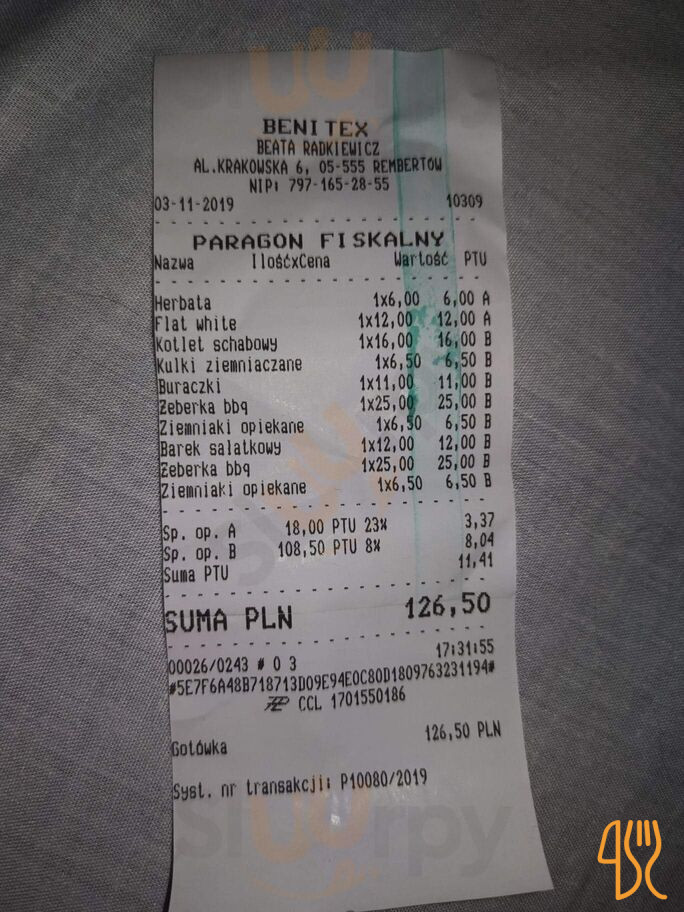 BENITEX
BEATA RADKIEWICZ
AL.KRAKOWSKA 6, 05-555 REMBERTÓW
NIP: 797-165-28-55
03-11-2019 10309
PARAGON FISKALNY
Nazwa IlośćxCena Wartość PTU
Herbata 1x6,00 6,00 A
Flat white 1x12,00 12,00 A
Kotlet schabowy 1x16,00 16,00 B
Kulki ziemniaczane 1x6,50 6,50 B
Buraczki 1x11,00 11,00 B
Żeberka bbq 1x25,00 25,00 B
Ziemniaki opiekane 1x6,50 6,50 B
Barek sałatkowy 1x12,00 12,00 B
Żeberka bbq 1x25,00 25,00 B
Ziemniaki opiekane 1x6,50 6,50 B
Sp. op. A 18,00 PTU 23% 3,37
Sp. op. B 108,50 PTU 8% 8,04
Suma PTU 11,41
SUMA PLN 126,50
00026/0243 # 0 3 17:31:55
#5E7F6A48B718713D09E94E0C80D1809763231194#
CCL 1701550186
Gotówka 126,50 PLN
Syst. nr transakcji: P10080/2019
Sluurpy